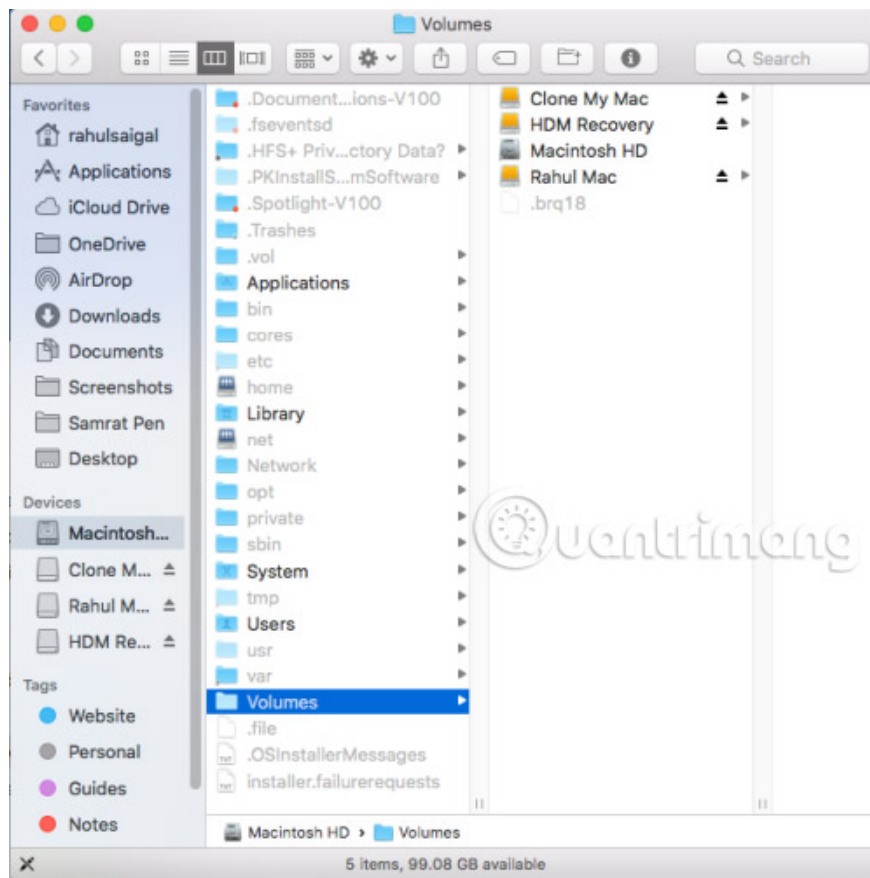 Volumes
Search
Favorites
rahulsaigal
Applications
iCloud Drive
OneDrive
AirDrop
Downloads
Documents
Screenshots
Samrat Pen
Desktop
Devices
Macintosh...
Clone M...
Rahul M...
HDM Re...
Tags
Website
Personal
Guides
Notes
.Document...ions-V100
.fseventsd
.HFS+ Priv...ctory Data?
.PKInstallS...mSoftware
.Spotlight-V100
.Trashes
.vol
Applications
bin
cores
etc
home
Library
net
Network
opt
private
sbin
System
tmp
Users
usr
var
Volumes
.file
.OSInstallerMessages
installer.failurerequests
Clone My Mac
HDM Recovery
Macintosh HD
Rahul Mac
.brq18
Quantrimang
Macintosh HD › Volumes
5 items, 99.08 GB available